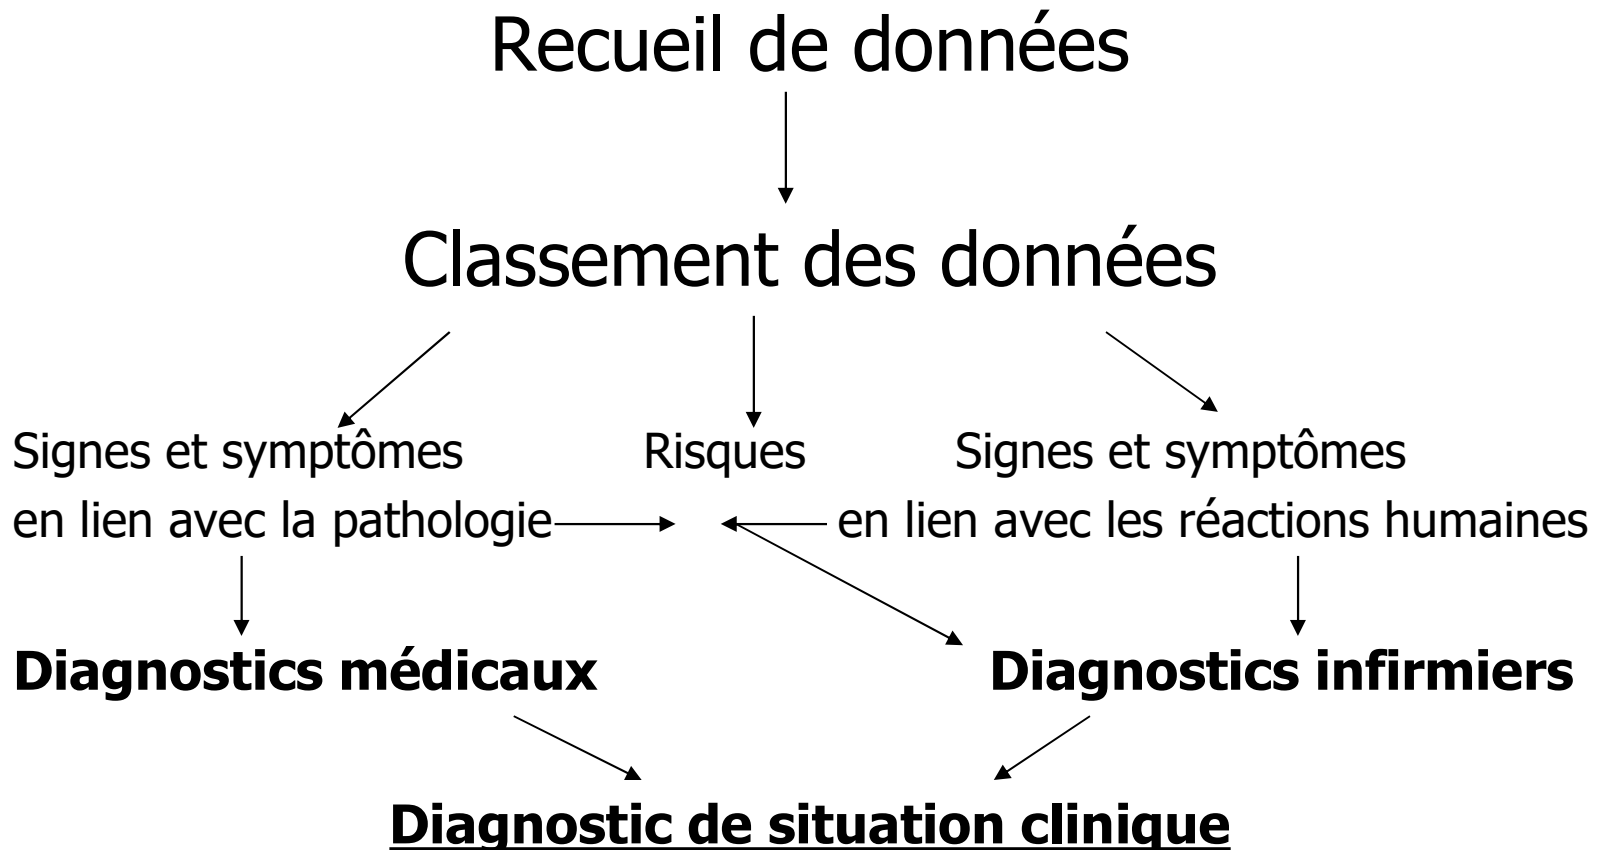 Recueil de données
Classement des données
Signes et symptômes Risques Signes et symptômes
en lien avec la pathologie en lien avec les réactions humaines
Diagnostics médicaux Diagnostics infirmiers
Diagnostic de situation clinique